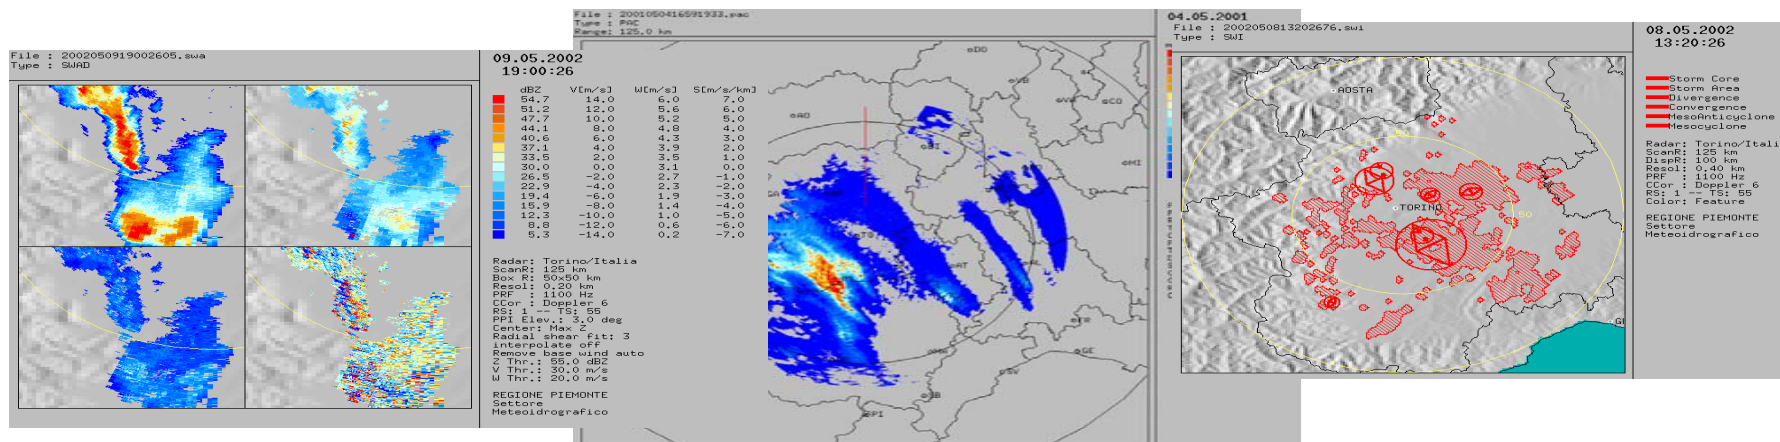 File : 2002050919002605.swa
Type : SWAD
09.05.2002
19:00:26
dBZ V[m/s] W[m/s] S[m/s/km]
54.7 14.0 6.0 7.0
51.2 12.0 5.6 6.0
47.7 10.0 5.2 5.0
44.1 8.0 4.8 4.0
40.6 6.0 4.3 3.0
37.1 4.0 3.9 2.0
33.5 2.0 3.5 1.0
30.0 0.0 3.1 0.0
26.5 -2.0 2.7 -1.0
22.9 -4.0 2.3 -2.0
19.4 -6.0 1.9 -3.0
15.9 -8.0 1.4 -4.0
12.3 -10.0 1.0 -5.0
8.8 -12.0 0.6 -6.0
5.3 -14.0 0.2 -7.0
Radar: Torino/Italia
ScanR: 125 km
Box R: 50x50 km
Resol: 0.20 km
PRF : 1100 Hz
CCor : Doppler 6
RS: 1 -- TS: 55
PPI Elev.: 3.0 deg
Center: Max Z
Radial shear fit: 3
interpolate off
Remove base wind auto
Z Thr.: 55.0 dBZ
V Thr.: 30.0 m/s
W Thr.: 20.0 m/s
REGIONE PIEMONTE
Settore
Meteoidrografico
File : 2001050416591933.pac
Type : PAC
Range: 125.0 km
04.05.2001
DO
VB
AO
CO
BI
MI
AT
GE
SV
File : 2002050813202676.swi
Type : SWI
AOSTA
TORINO
50
08.05.2002
13:20:26
Storm Core
Storm Area
Divergence
Convergence
MesoAnticyclone
Mesocyclone
Radar: Torino/Itali
ScanR: 125 km
DispR: 100 km
Resol: 0.40 km
PRF : 1100 Hz
CCor : Doppler 6
RS: 1 -- TS: 55
Color: Feature
REGIONE PIEMONTE
Settore
Meteoidrografico